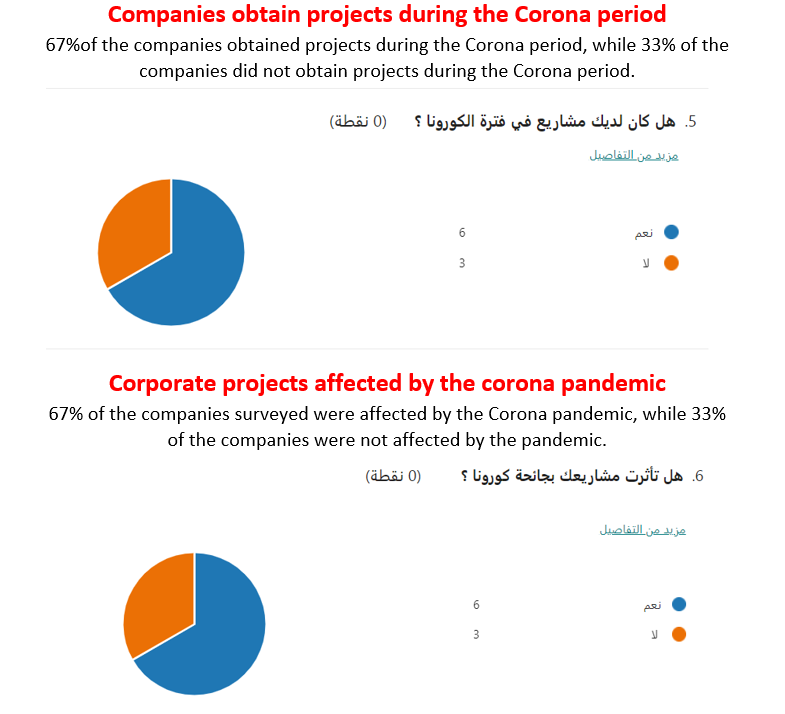 Companies obtain projects during the Corona period
67%of the companies obtained projects during the Corona period, while 33% of the
companies did not obtain projects during the Corona period.
5. هل كان لديك مشاريع في فترة الكورونا ؟ (0 نقطة)
مزيد من التفاصيل
نعم 6
لا 3
Corporate projects affected by the corona pandemic
67% of the companies surveyed were affected by the Corona pandemic, while 33%
of the companies were not affected by the pandemic.
6. هل تأثرت مشاريعك بجائحة كورونا ؟ (0 نقطة)
مزيد من التفاصيل
نعم 6
لا 3